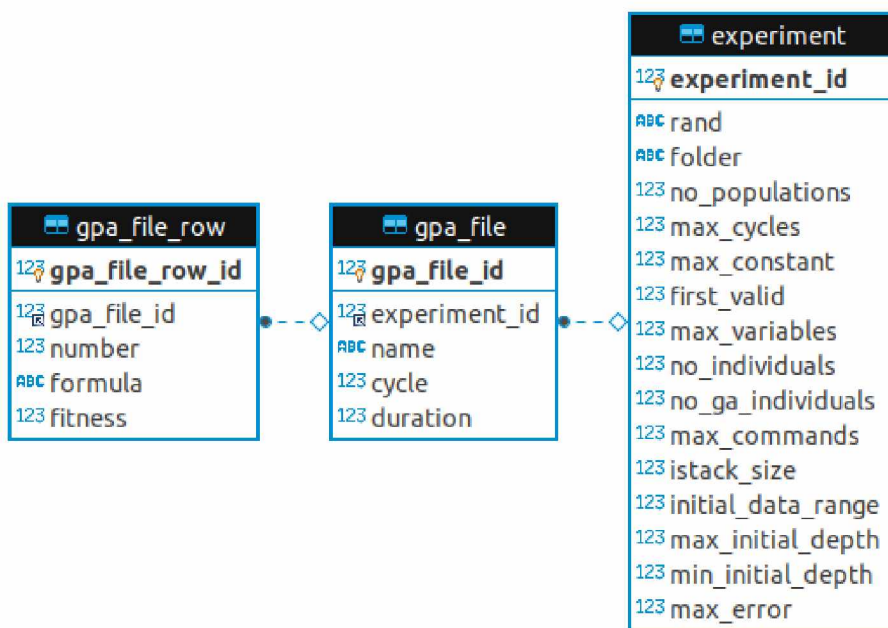 gpa_file_row
123 gpa_file_row_id
123 gpa_file_id
123 number
ABC formula
123 fitness
gpa_file
123 gpa_file_id
123 experiment_id
ABC name
123 cycle
123 duration
experiment
123 experiment_id
ABC rand
ABC folder
123 no_populations
123 max_cycles
123 max_constant
123 first_valid
123 max_variables
123 no_individuals
123 no_ga_individuals
123 max_commands
123 istack_size
123 initial_data_range
123 max_initial_depth
123 min_initial_depth
123 max_error